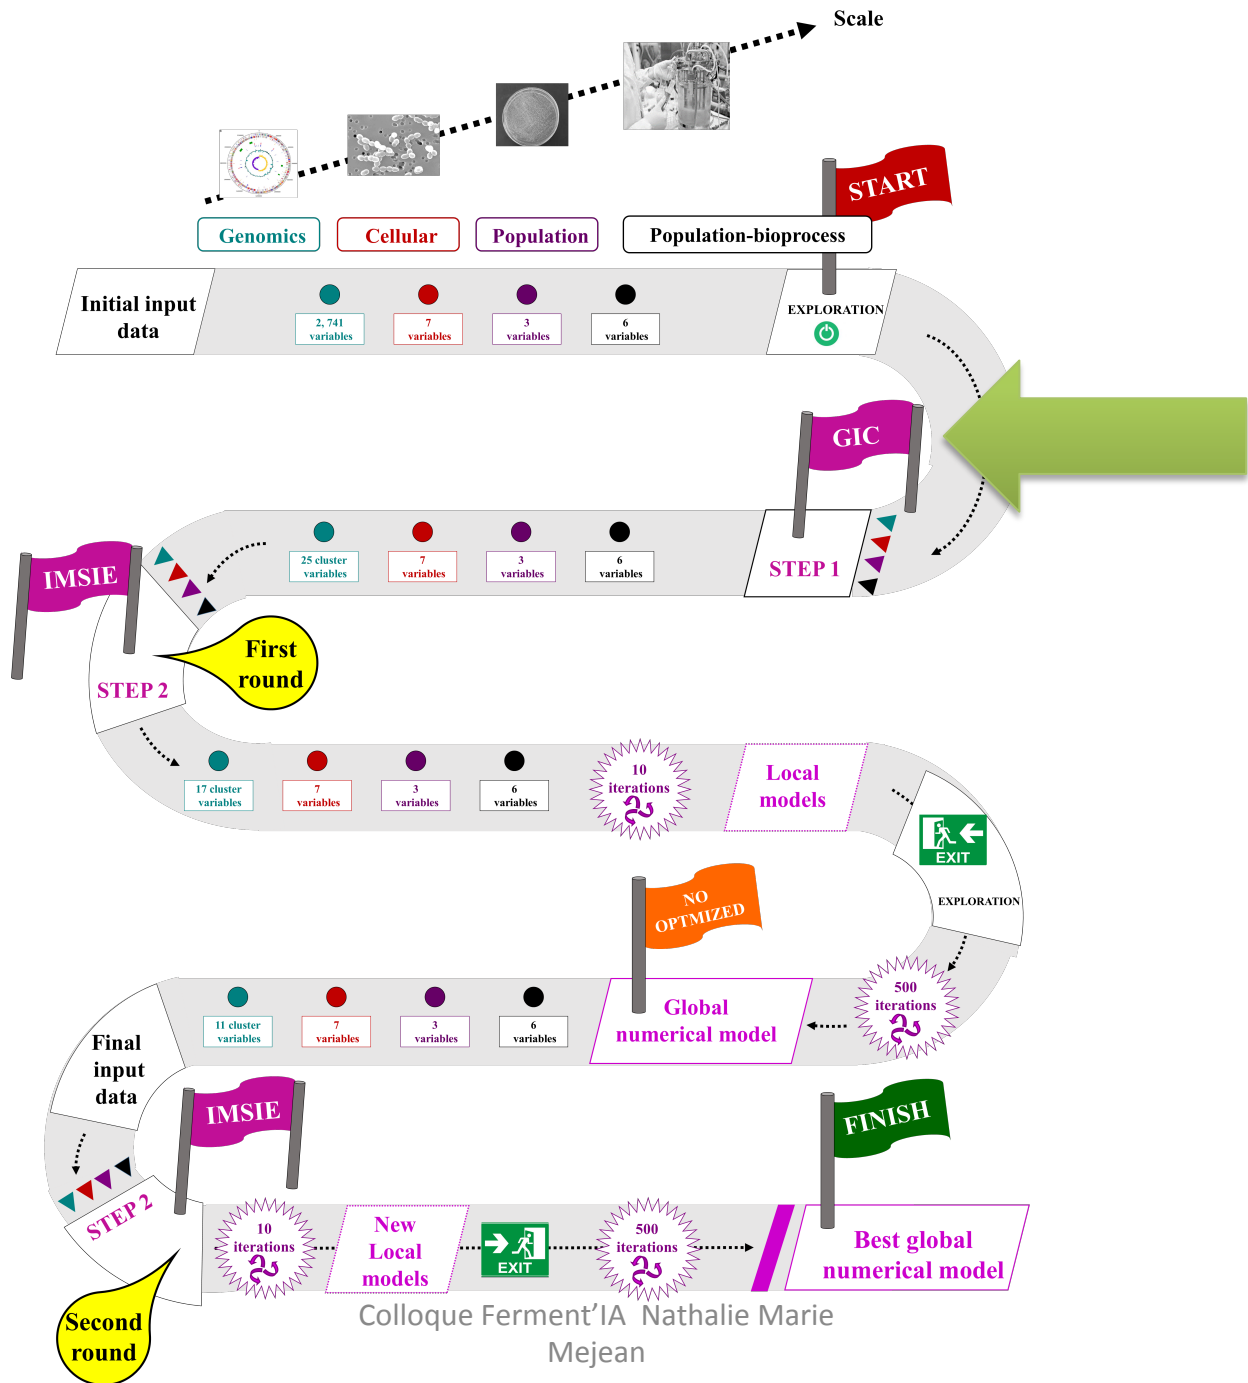 Scale
START
Genomics
Cellular
Population
Population-bioprocess
Initial input
data
2, 741
variables
7
variables
3
variables
6
variables
EXPLORATION
GIC
STEP 1
25 cluster
variables
7
variables
3
variables
6
variables
IMSIE
STEP 2
First
round
17 cluster
variables
7
variables
3
variables
6
variables
10
iterations
Local
models
EXIT
EXPLORATION
500
iterations
NO
OPTMIZED
Global
numerical model
11 cluster
variables
7
variables
3
variables
6
variables
Final
input
data
IMSIE
STEP 2
Second
round
10
iterations
New
Local
models
EXIT
500
iterations
FINISH
Best global
numerical model
Colloque Ferment’IA Nathalie Marie
Mejean